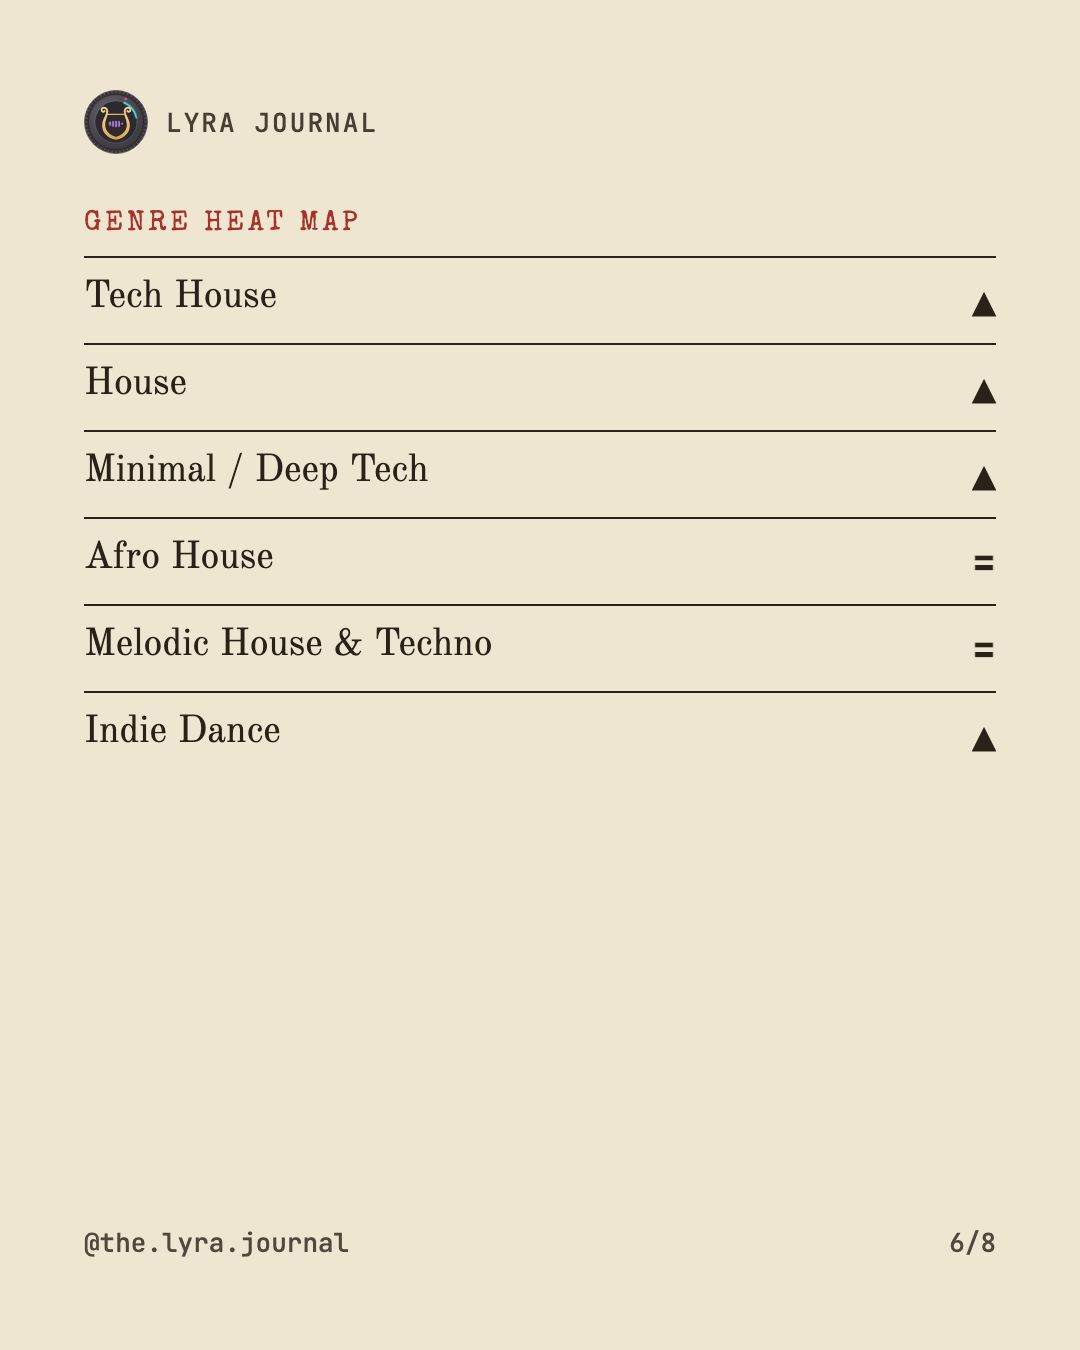 LYRA JOURNAL
GENRE HEAT MAP
Tech House ▲
House ▲
Minimal / Deep Tech ▲
Afro House =
Melodic House & Techno =
Indie Dance ▲
@the.lyra.journal 6/8